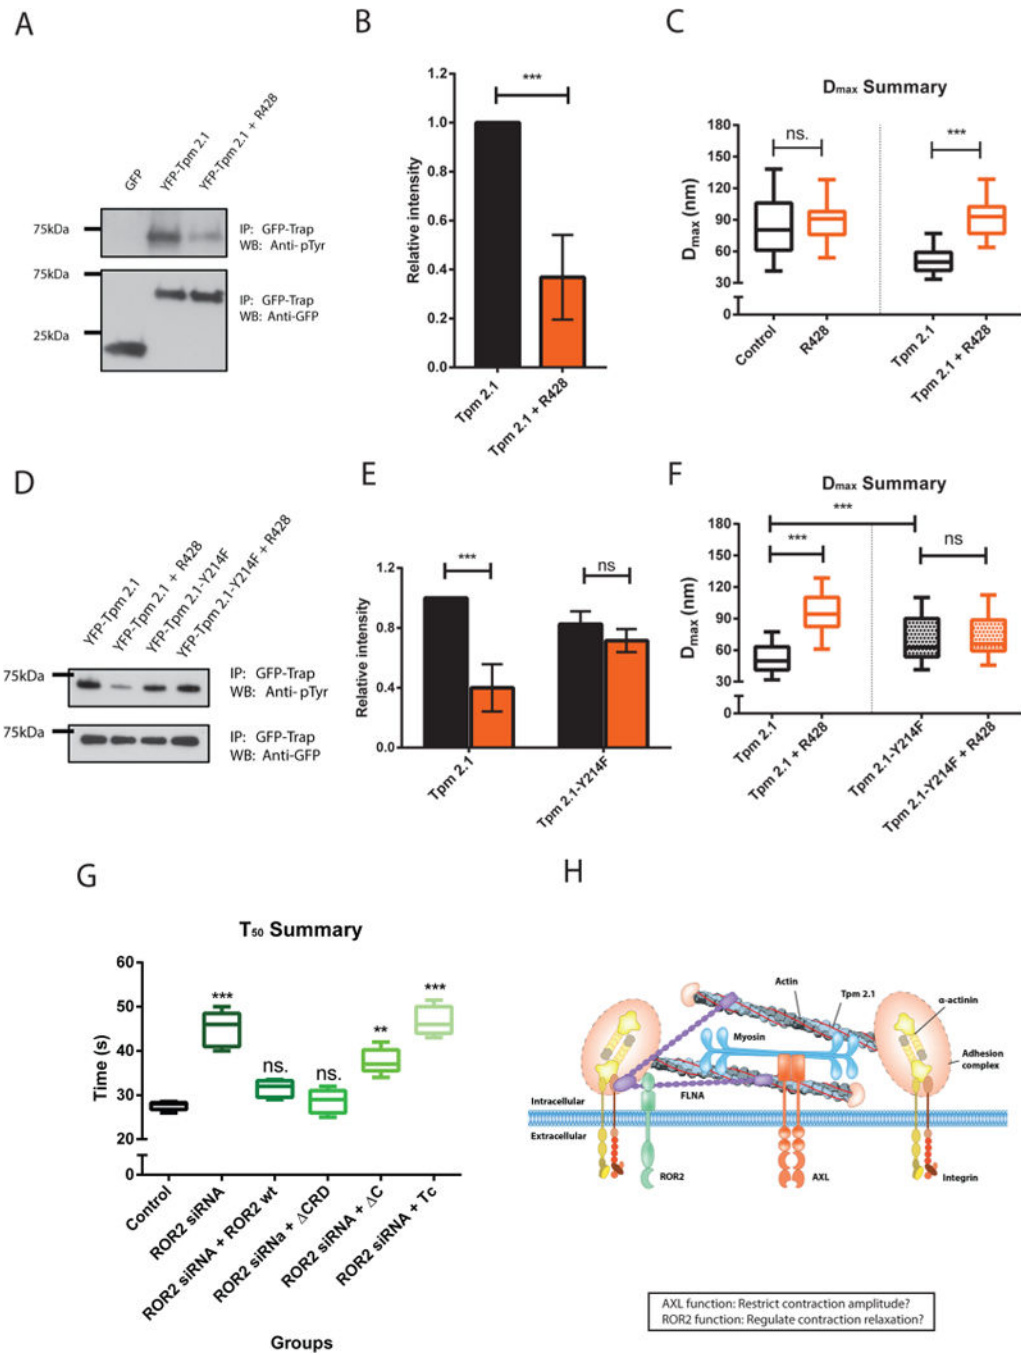 A
GFP
YFP-Tpm 2.1
YFP-Tpm 2.1 + R428
75kDa
IP: GFP-Trap
WB: Anti-pTyr
75kDa
25kDa
IP: GFP-Trap
WB: Anti-GFP
B
Relative intensity
1.2
1.0
0.8
0.6
0.4
0.2
0.0
***
Tpm 2.1
Tpm 2.1 + R428
C
Dmax Summary
Dmax (nm)
180
150
120
90
60
30
0
ns.
***
Control
R428
Tpm 2.1
Tpm 2.1 + R428
D
YFP-Tpm 2.1
YFP-Tpm 2.1 + R428
YFP-Tpm 2.1-Y214F
YFP-Tpm 2.1-Y214F + R428
75kDa
IP: GFP-Trap
WB: Anti-pTyr
75kDa
IP: GFP-Trap
WB: Anti-GFP
E
Relative intensity
1.2
0.8
0.4
0.0
***
ns
Tpm 2.1
Tpm 2.1-Y214F
F
Dmax Summary
Dmax (nm)
180
150
120
90
60
30
0
***
***
ns
Tpm 2.1
Tpm 2.1 + R428
Tpm 2.1-Y214F
Tpm 2.1-Y214F + R428
G
T50 Summary
Time (s)
60
50
40
30
20
0
***
ns.
ns.
**
***
Control
ROR2 siRNA
ROR2 siRNA + ROR2 wt
ROR2 siRNa + ΔCRD
ROR2 siRNA + ΔC
ROR2 siRNA + Tc
Groups
H
Actin
Tpm 2.1
α-actinin
Myosin
Adhesion
complex
FLNA
Intracellular
Extracellular
ROR2
AXL
Integrin
AXL function: Restrict contraction amplitude?
ROR2 function: Regulate contraction relaxation?